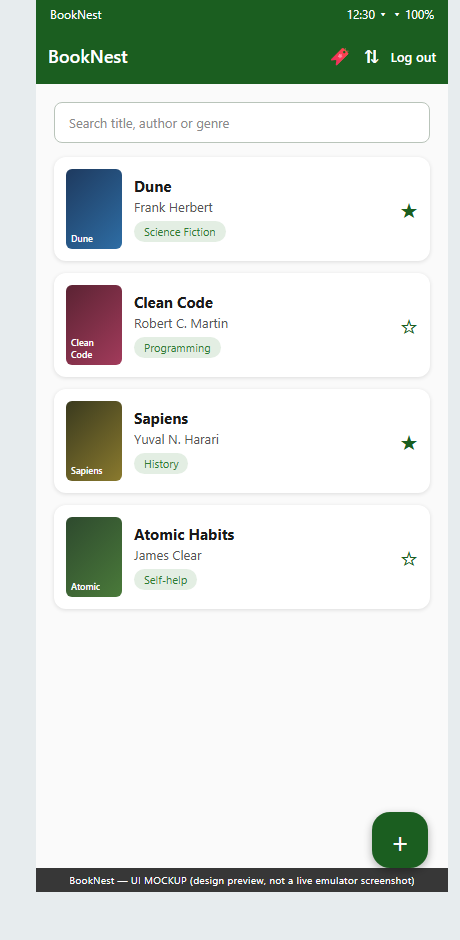 BookNest 12:30 ▾ ▾ 100%
BookNest Log out
Search title, author or genre
Dune
Dune
Frank Herbert
Science Fiction
Clean
Code
Clean Code
Robert C. Martin
Programming
Sapiens
Sapiens
Yuval N. Harari
History
Atomic
Atomic Habits
James Clear
Self-help
+
BookNest — UI MOCKUP (design preview, not a live emulator screenshot)